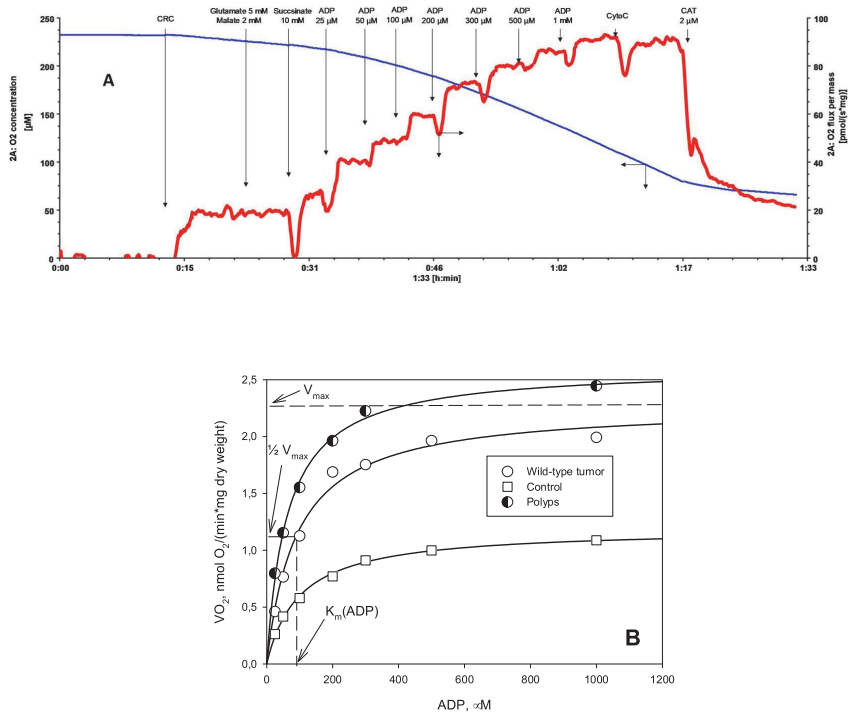 CRC
Glutamate 5 mM
Malate 2 mM
Succsinate
10 mM
ADP
25 µM
ADP
50 µM
ADP
100 µM
ADP
200 µM
ADP
300 µM
ADP
500 µM
ADP
1 mM
CytoC
CAT
2 µM
A
2A: O2 concentration
[µM]
250
200
150
100
50
0
2A: O2 flux per mass
[pmol/(s*mg)]
100
80
60
40
20
0
0:00
0:15
0:31
0:46
1:02
1:17
1:33
1:33 [h:min]
VO2, nmol O2/(min*mg dry weight)
2,5
2,0
1,5
1,0
0,5
0,0
Vmax
½ Vmax
Km(ADP)
Wild-type tumor
Control
Polyps
B
0
200
400
600
800
1000
1200
ADP, ∝M